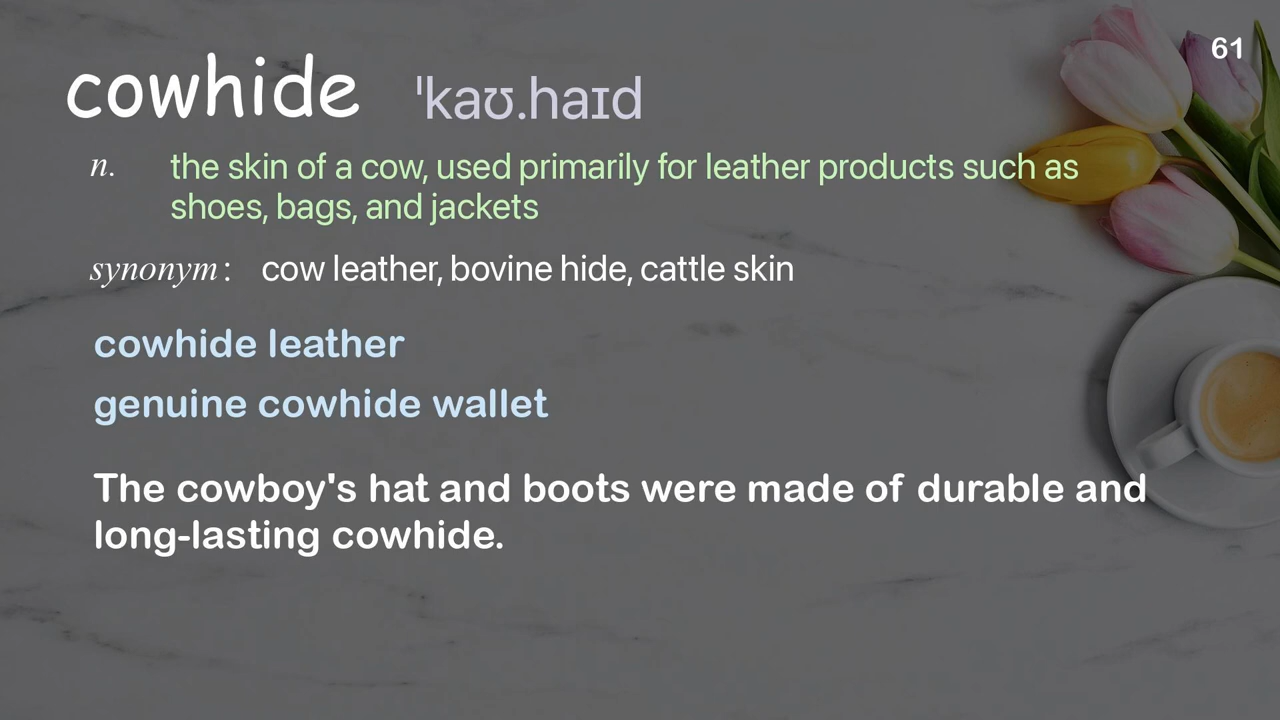 61
cowhide ˈkaʊ.haɪd
n. the skin of a cow, used primarily for leather products such as
shoes, bags, and jackets
synonym: cow leather, bovine hide, cattle skin
cowhide leather
genuine cowhide wallet
The cowboy's hat and boots were made of durable and
long-lasting cowhide.